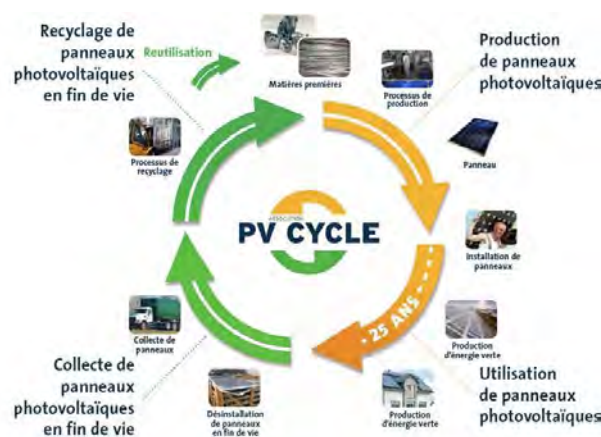 Recyclage de
panneaux
photovoltaïques
en fin de vie
Reutilisation
Matières premières
Processus de
production
Production
de panneaux
photovoltaïques
Processus de
recyclage
Panneau
PV CYCLE
Installation de
panneaux
25 ANS
Collecte de
panneaux
Production
d'énergie verte
Collecte de
panneaux
photovoltaïques
en fin de vie
Désinstallation
de panneaux
en fin de vie
Production
d'énergie verte
Utilisation
de panneaux
photovoltaïques